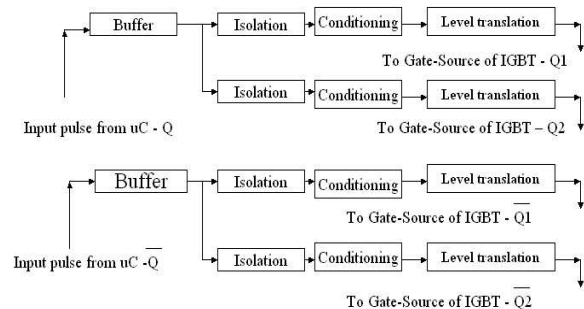 Buffer
Isolation
Conditioning
Level translation
To Gate-Source of IGBT - Q1
Isolation
Conditioning
Level translation
Input pulse from uC - Q
To Gate-Source of IGBT – Q2
Buffer
Isolation
Conditioning
Level translation
To Gate-Source of IGBT - Q̅1̅
Input pulse from uC -Q̅
Isolation
Conditioning
Level translation
To Gate-Source of IGBT - Q̅2̅